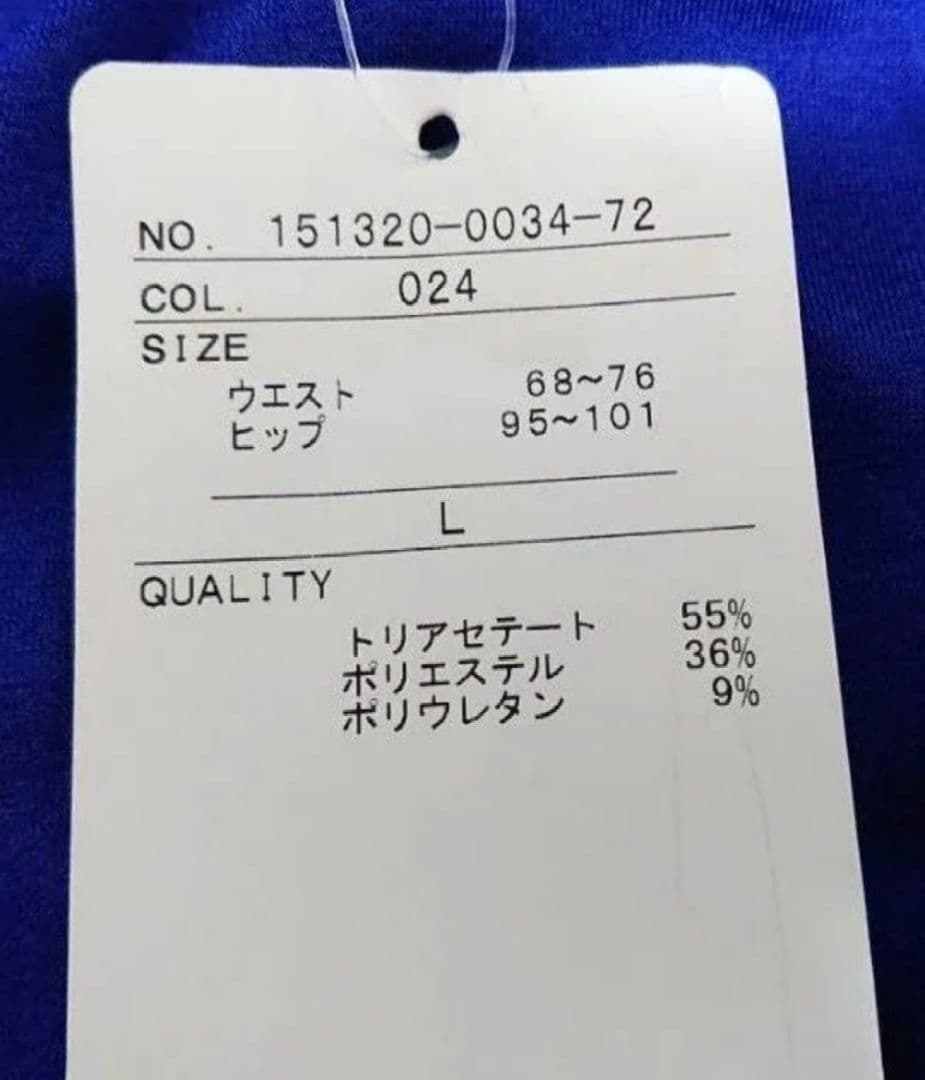 NO. 151320-0034-72
COL. 024
SIZE
ウエスト 68~76
ヒップ 95~101
L
QUALITY
トリアセテート 55%
ポリエステル 36%
ポリウレタン 9%